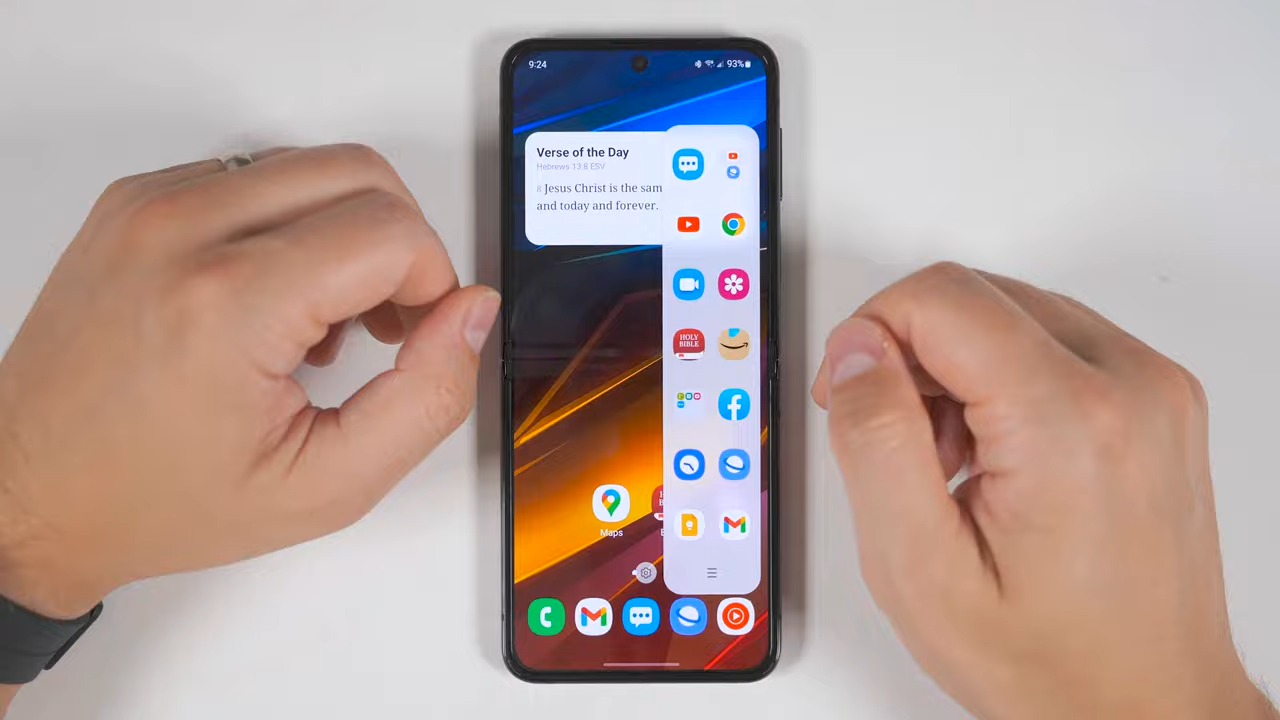 9:24
93%
Verse of the Day
Hebrews 13:8 ESV
8 Jesus Christ is the sam
and today and forever.
HOLY
BIBLE
Maps